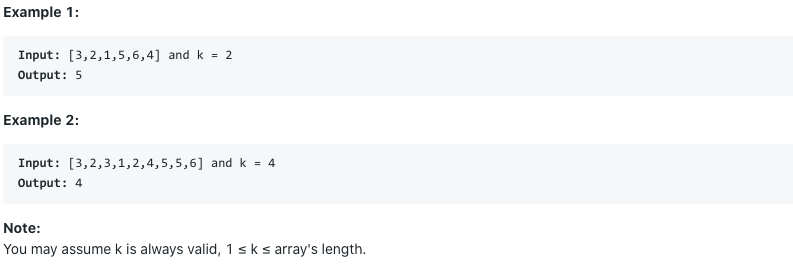 Example 1:
Input: [3,2,1,5,6,4] and k = 2
Output: 5
Example 2:
Input: [3,2,3,1,2,4,5,5,6] and k = 4
Output: 4
Note:
You may assume k is always valid, 1 ≤ k ≤ array's length.